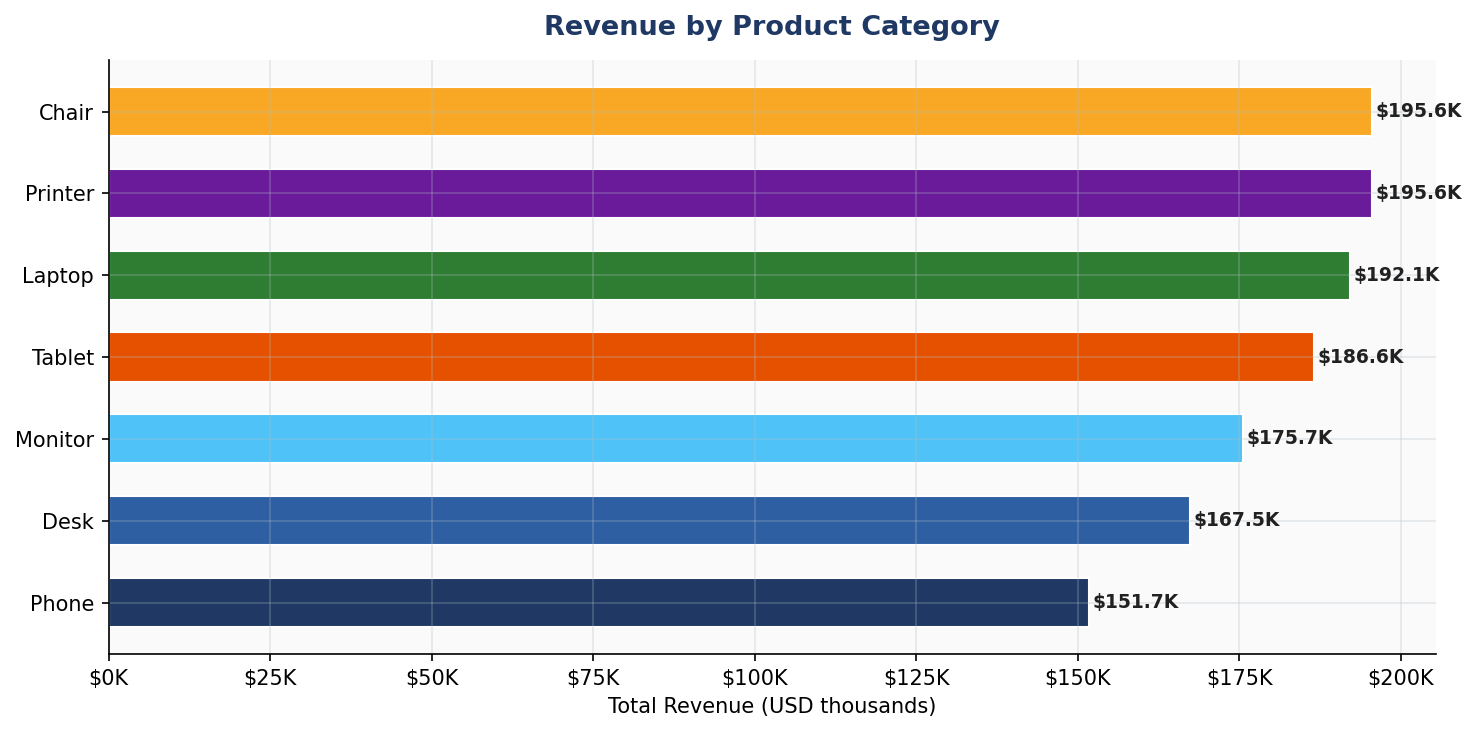 Revenue by Product Category
Chair $195.6K
Printer $195.6K
Laptop $192.1K
Tablet $186.6K
Monitor $175.7K
Desk $167.5K
Phone $151.7K
$0K $25K $50K $75K $100K $125K $150K $175K $200K
Total Revenue (USD thousands)